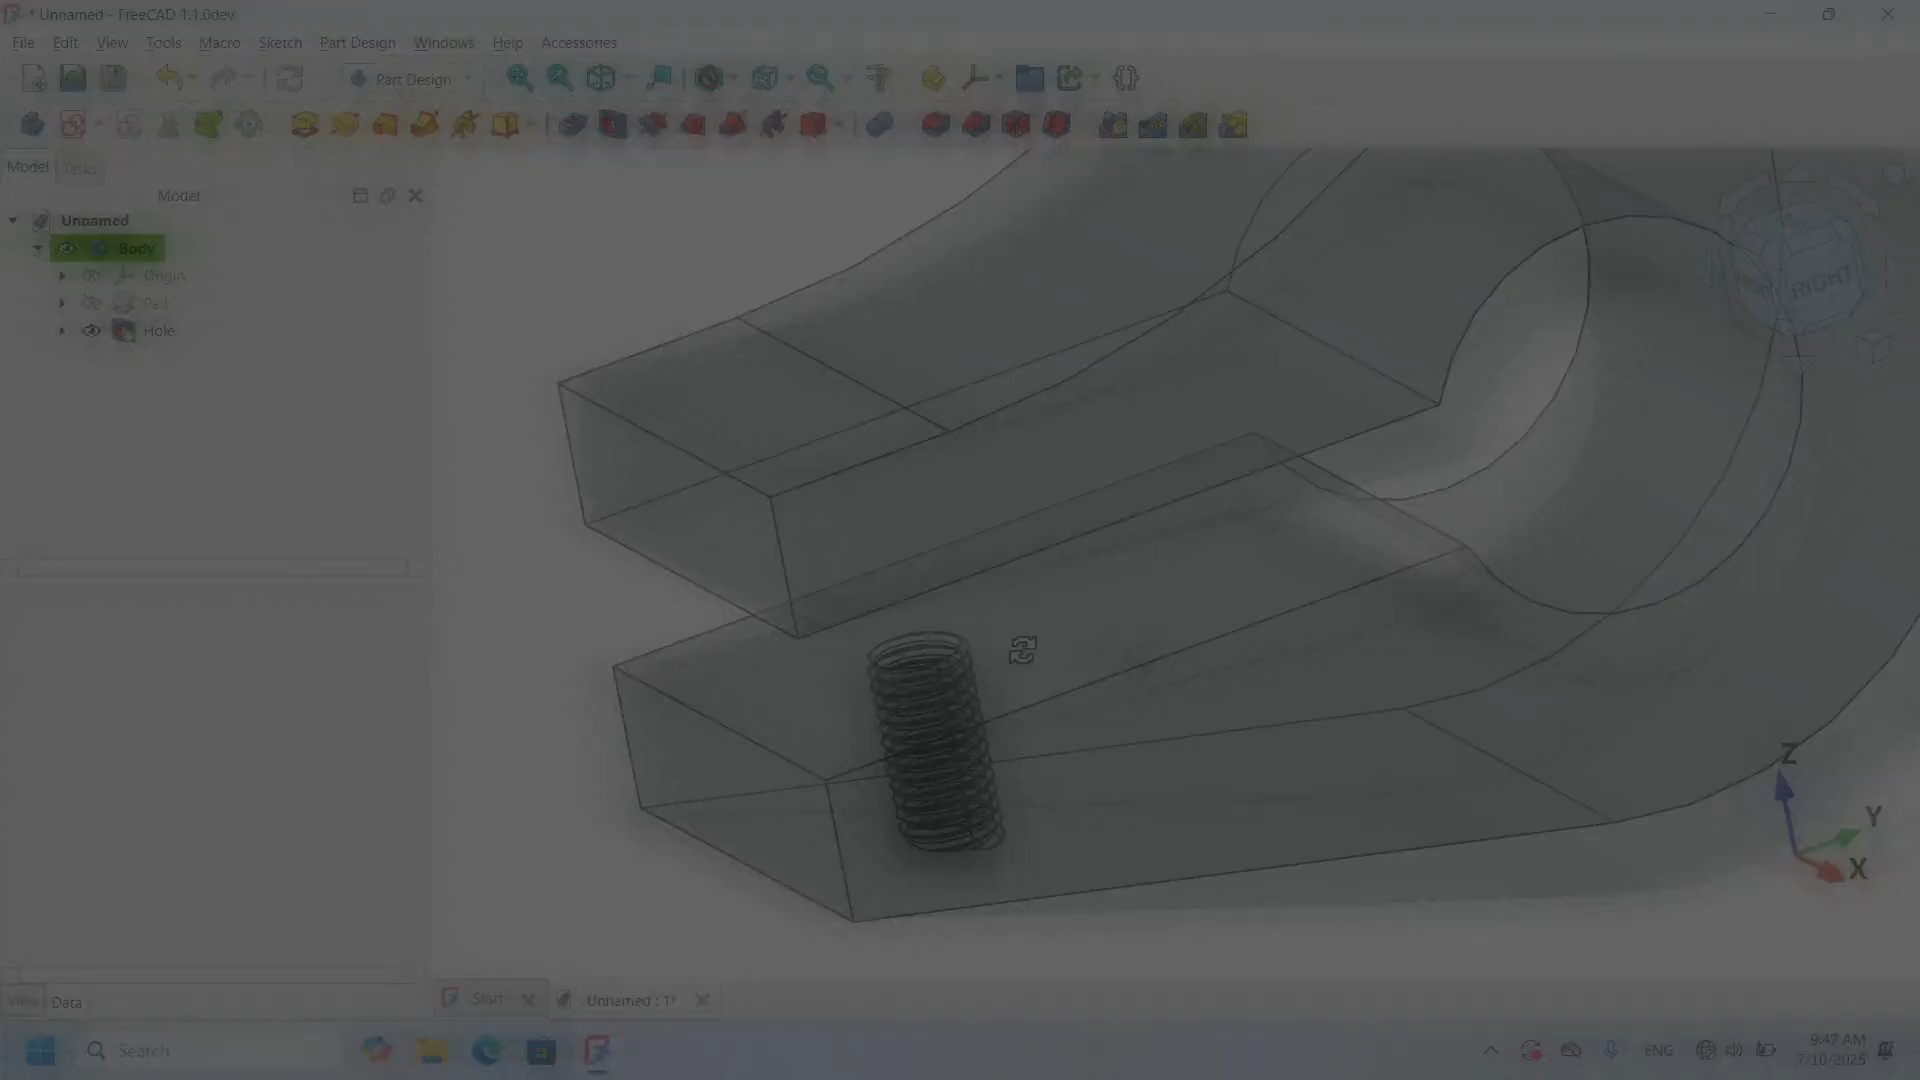 * Unnamed - FreeCAD 1.1.0dev
File Edit View Tools Macro Sketch Part Design Windows Help Accessories
Part Design
Model Tasks
Model
Unnamed
Body
Origin
Pad
Hole
RIGHT
Z
Y
X
View Data
Start
Unnamed : 1*
Search
ENG
9:47 AM
7/10/2025